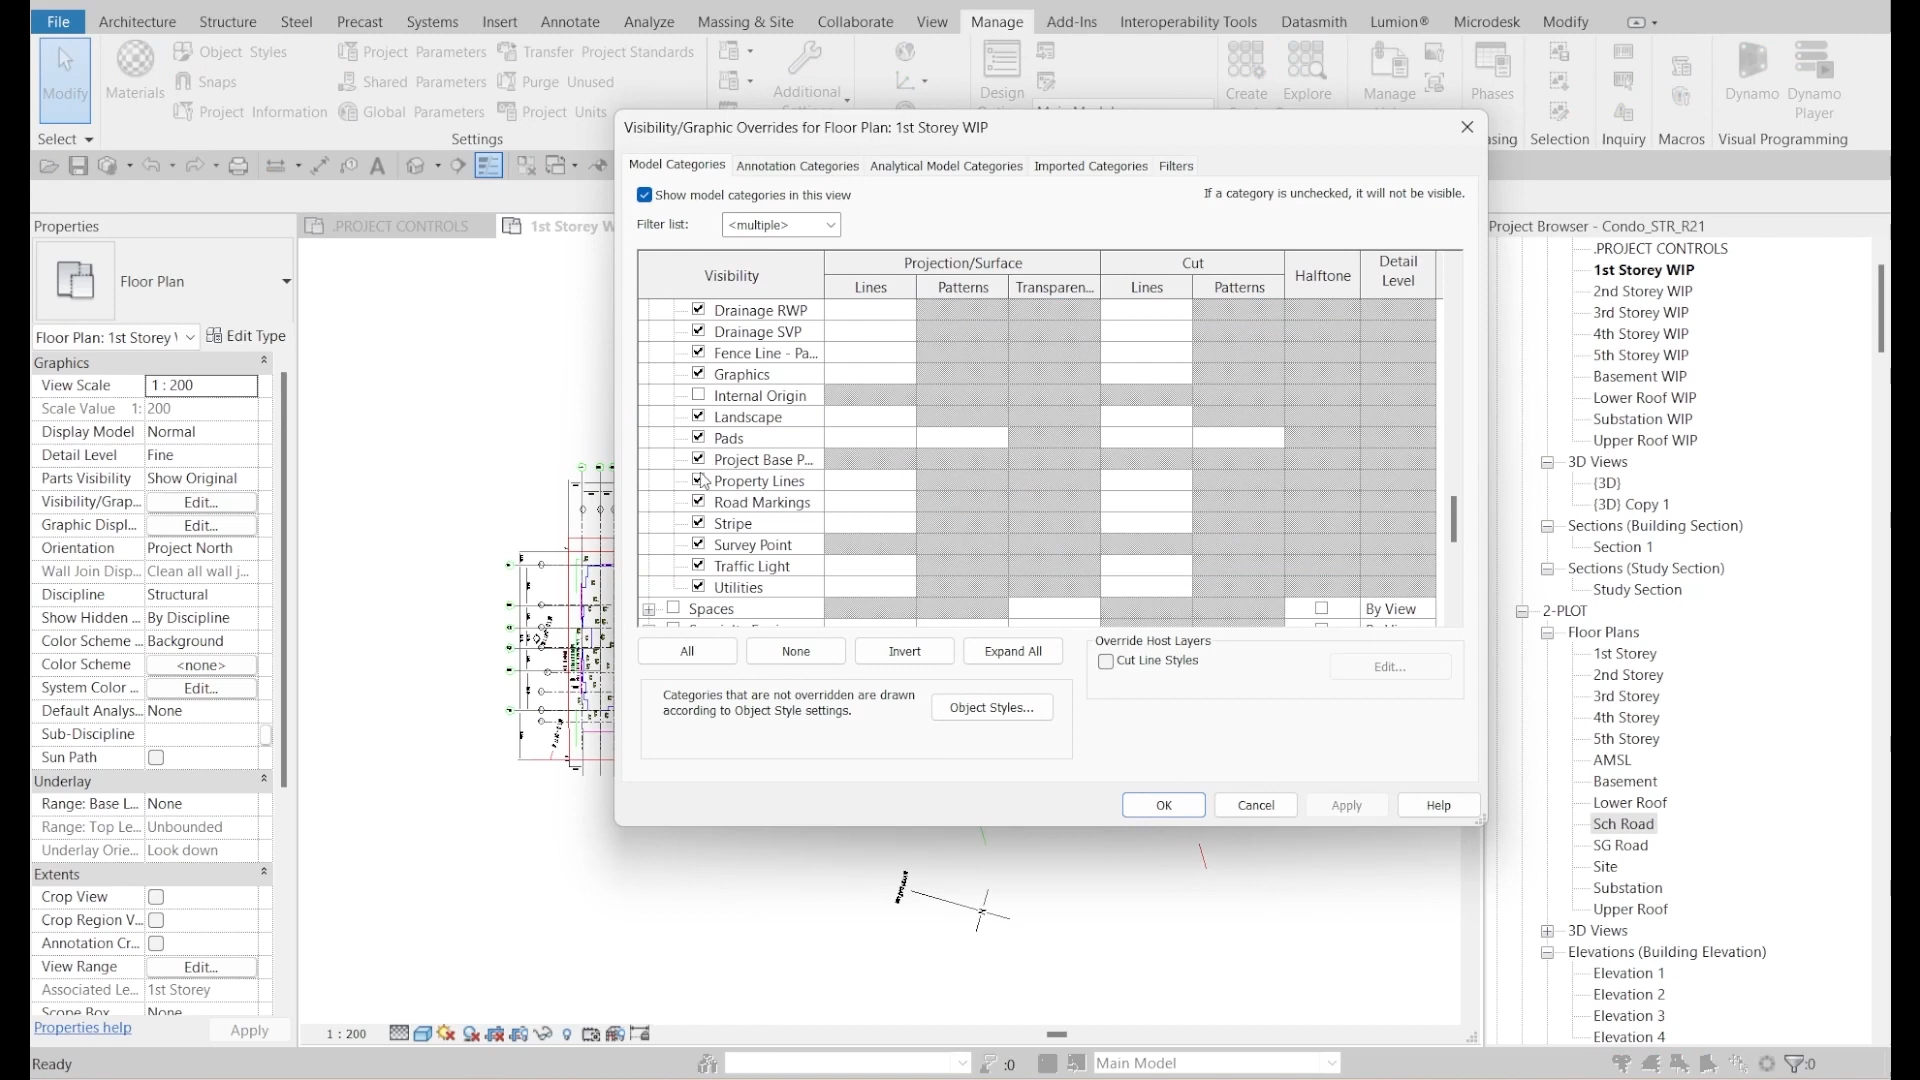 File Architecture Structure Steel Precast Systems Insert Annotate Analyze Massing & Site Collaborate View Manage Add-Ins Interoperability Tools Datasmith Lumion® Microdesk Modify
Modify
Materials
Object Styles
Snaps
Project Information
Project Parameters
Shared Parameters
Global Parameters
Transfer Project Standards
Purge Unused
Project Units
Additional
Design
Create
Explore
Manage
Phases
Dynamo
Dynamo Player
Select
Settings
Selection
Inquiry
Macros
Visual Programming
Properties
Floor Plan
Floor Plan: 1st Storey
Edit Type
Graphics
View Scale 1 : 200
Scale Value 1: 200
Display Model Normal
Detail Level Fine
Parts Visibility Show Original
Visibility/Grap... Edit...
Graphic Displ... Edit...
Orientation Project North
Wall Join Disp... Clean all wall j...
Discipline Structural
Show Hidden ... By Discipline
Color Scheme ... Background
Color Scheme <none>
System Color ... Edit...
Default Analys... None
Sub-Discipline
Sun Path
Underlay
Range: Base L... None
Range: Top Le... Unbounded
Underlay Orie... Look down
Extents
Crop View
Crop Region V...
Annotation Cr...
View Range Edit...
Associated Le... 1st Storey
Scope Box None
Properties help
Apply
.PROJECT CONTROLS
1st Storey W
Visibility/Graphic Overrides for Floor Plan: 1st Storey WIP
Model Categories Annotation Categories Analytical Model Categories Imported Categories Filters
Show model categories in this view
If a category is unchecked, it will not be visible.
Filter list: <multiple>
Visibility Projection/Surface Cut Halftone Detail Level
Lines Patterns Transparen... Lines Patterns
Drainage RWP
Drainage SVP
Fence Line - Pa...
Graphics
Internal Origin
Landscape
Pads
Project Base P...
Property Lines
Road Markings
Stripe
Survey Point
Traffic Light
Utilities
Spaces By View
All None Invert Expand All
Override Host Layers
Cut Line Styles
Edit...
Categories that are not overridden are drawn
according to Object Style settings.
Object Styles...
OK Cancel Apply Help
Project Browser - Condo_STR_R21
.PROJECT CONTROLS
1st Storey WIP
2nd Storey WIP
3rd Storey WIP
4th Storey WIP
5th Storey WIP
Basement WIP
Lower Roof WIP
Substation WIP
Upper Roof WIP
3D Views
{3D}
{3D} Copy 1
Sections (Building Section)
Section 1
Sections (Study Section)
Study Section
2-PLOT
Floor Plans
1st Storey
2nd Storey
3rd Storey
4th Storey
5th Storey
AMSL
Basement
Lower Roof
Sch Road
SG Road
Site
Substation
Upper Roof
3D Views
Elevations (Building Elevation)
Elevation 1
Elevation 2
Elevation 3
Elevation 4
1 : 200
Ready
:0
Main Model
:0